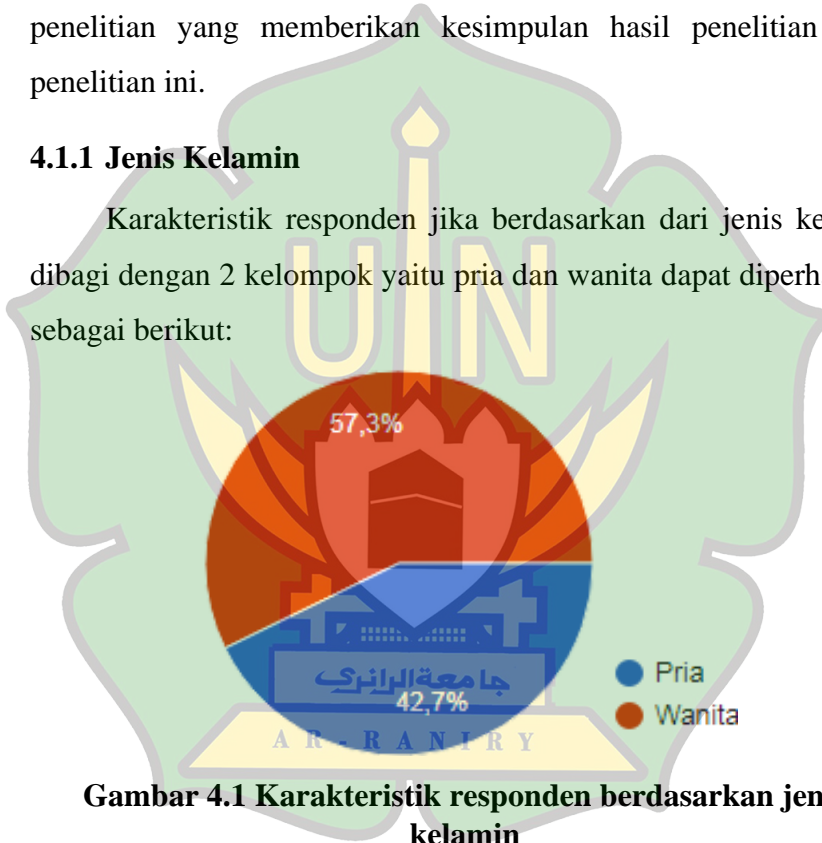 penelitian yang memberikan kesimpulan hasil penelitian
penelitian ini.
4.1.1 Jenis Kelamin
Karakteristik responden jika berdasarkan dari jenis ke
dibagi dengan 2 kelompok yaitu pria dan wanita dapat diperh
sebagai berikut:
UIN
57,3%
جامعةالرانري
42,7%
Pria
Wanita
AR-RANIRY
Gambar 4.1 Karakteristik responden berdasarkan jen
kelamin